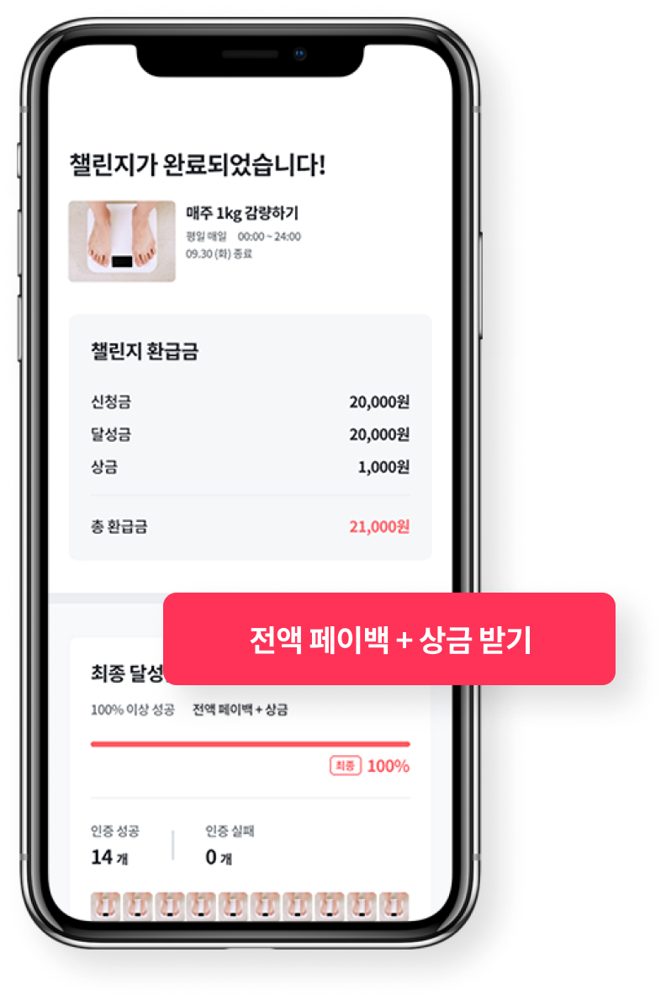 챌린지가 완료되었습니다!
매주 1kg 감량하기
평일 매일 00:00 ~ 24:00
09.30 (화) 종료
챌린지 환급금
신청금 20,000원
달성금 20,000원
상금 1,000원
총 환급금 21,000원
전액 페이백 + 상금 받기
최종 달성
100% 이상 성공 전액 페이백 + 상금
최종 100%
인증 성공 인증 실패
14 개 0 개